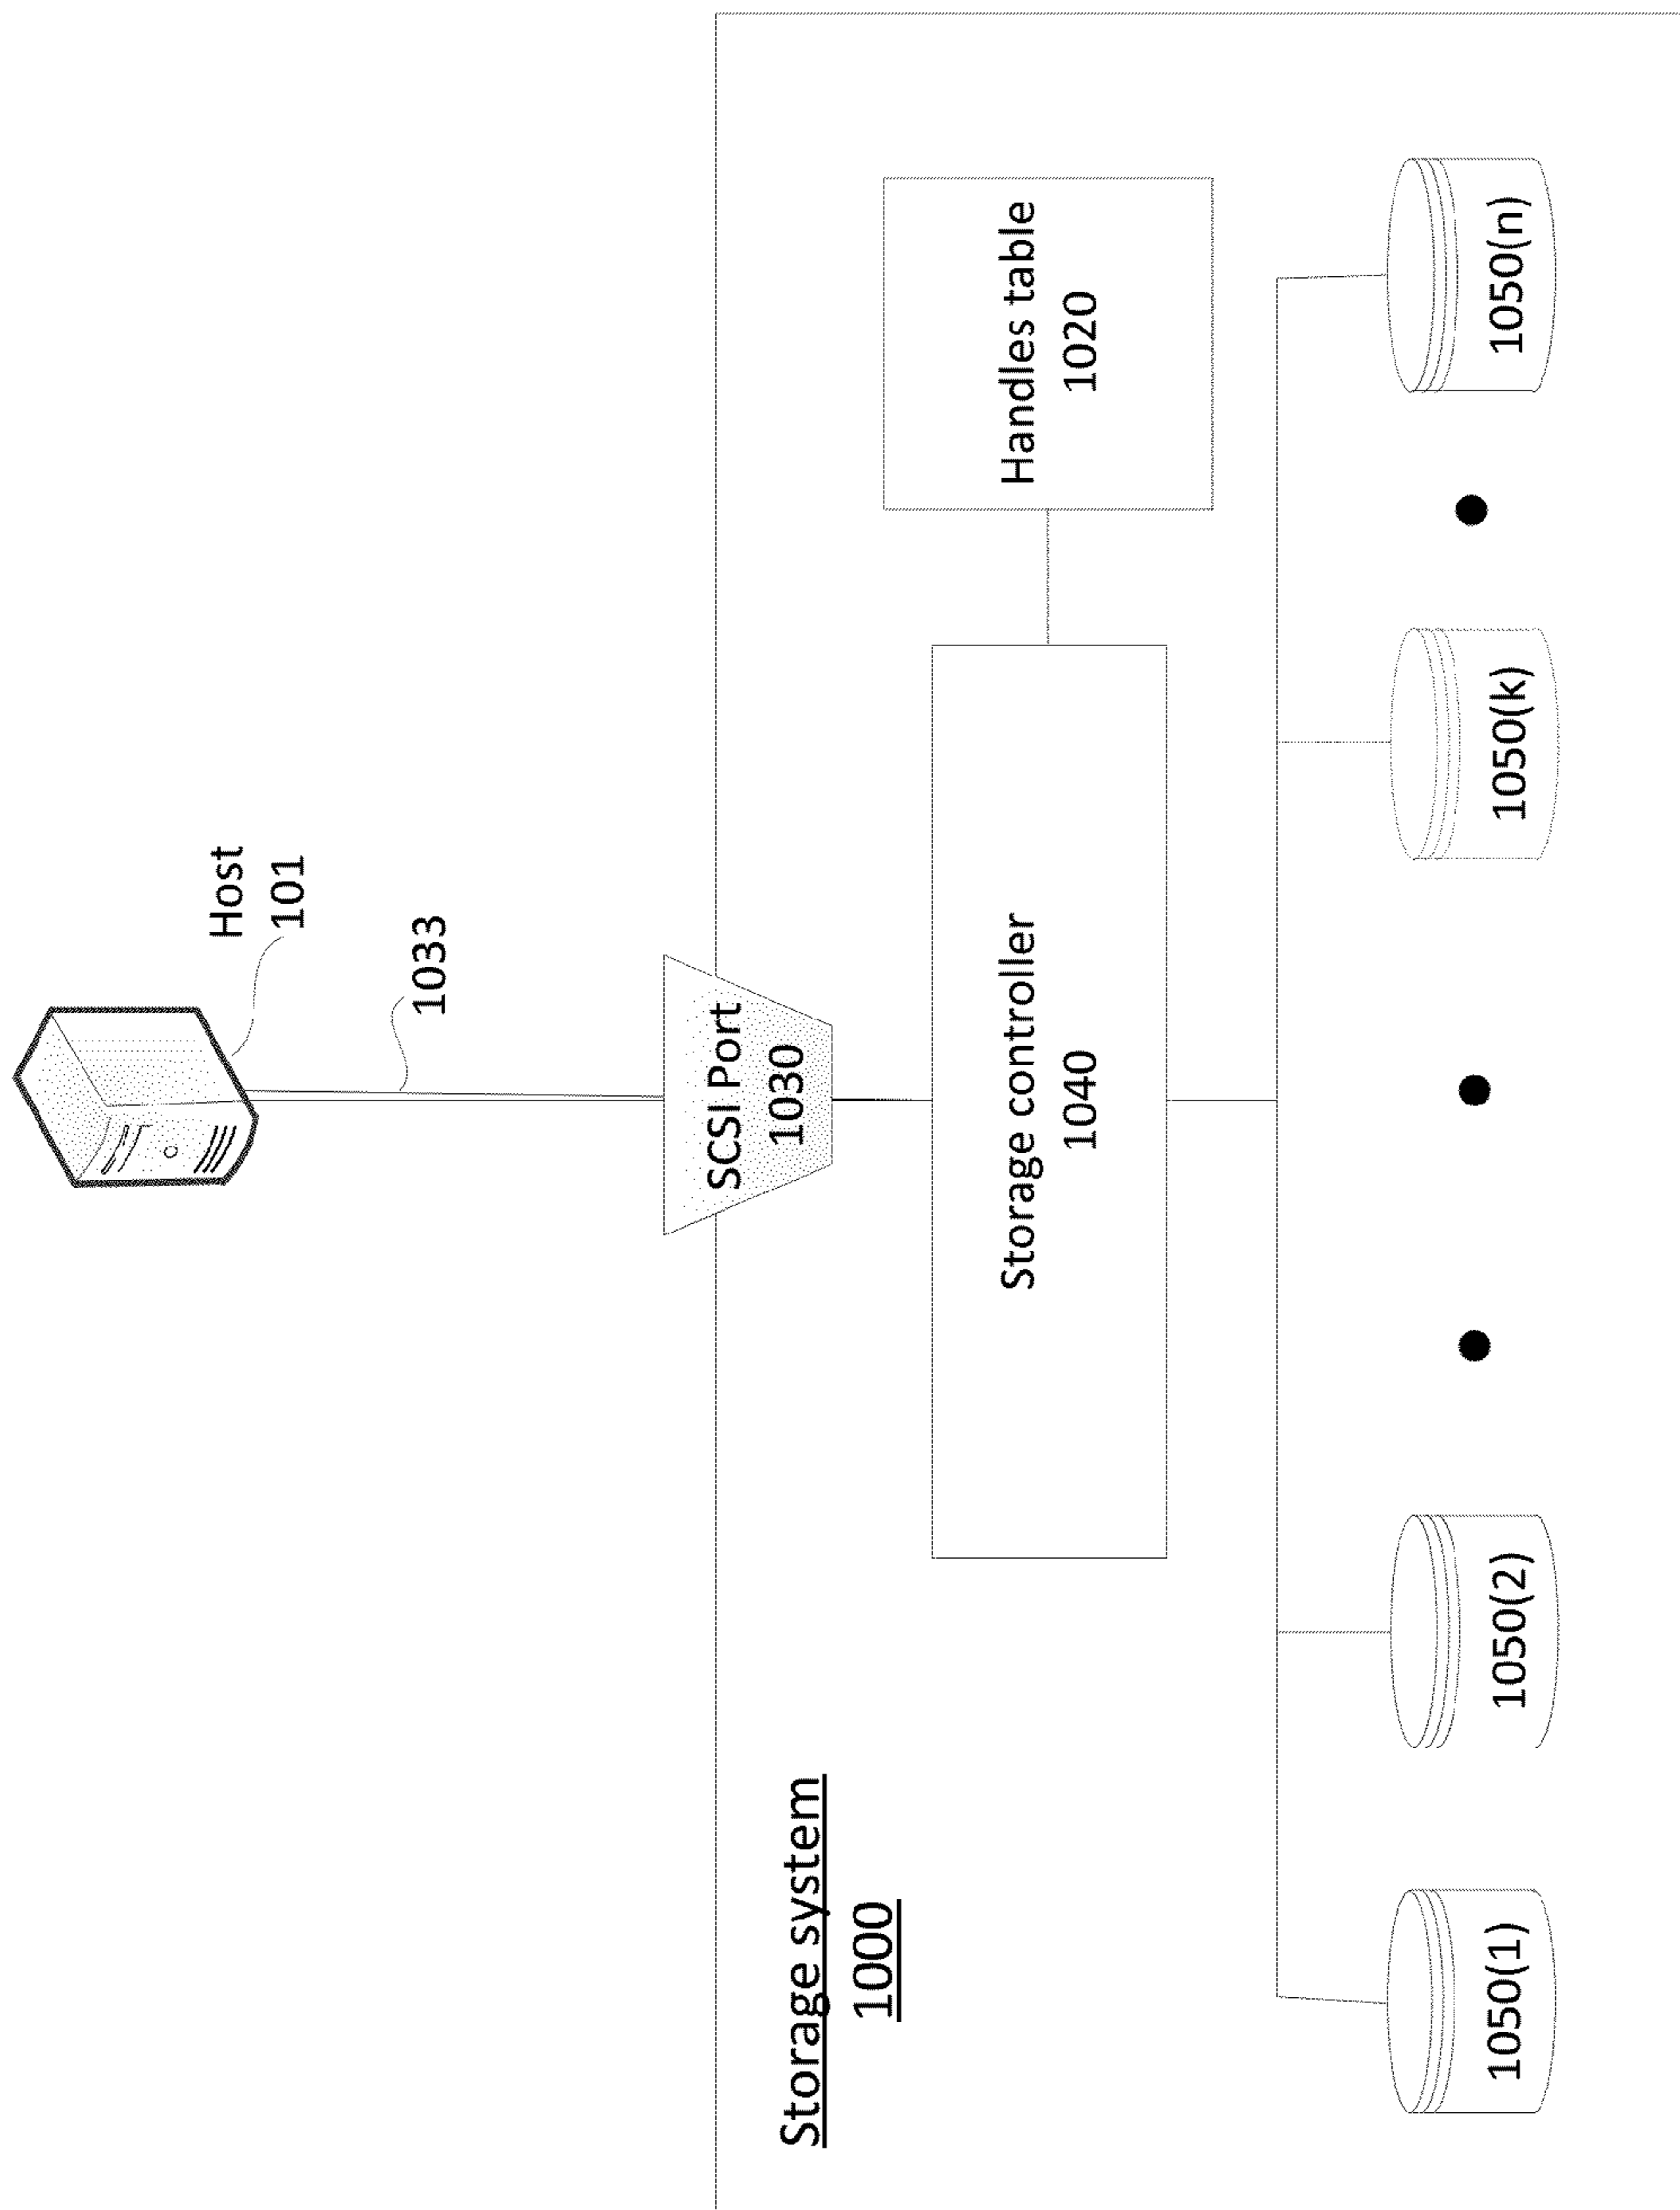 Host
101
1033
SCSI Port
1030
Storage system
1000
Storage controller
1040
Handles table
1020
1050(1)
1050(2)
1050(k)
1050(n)